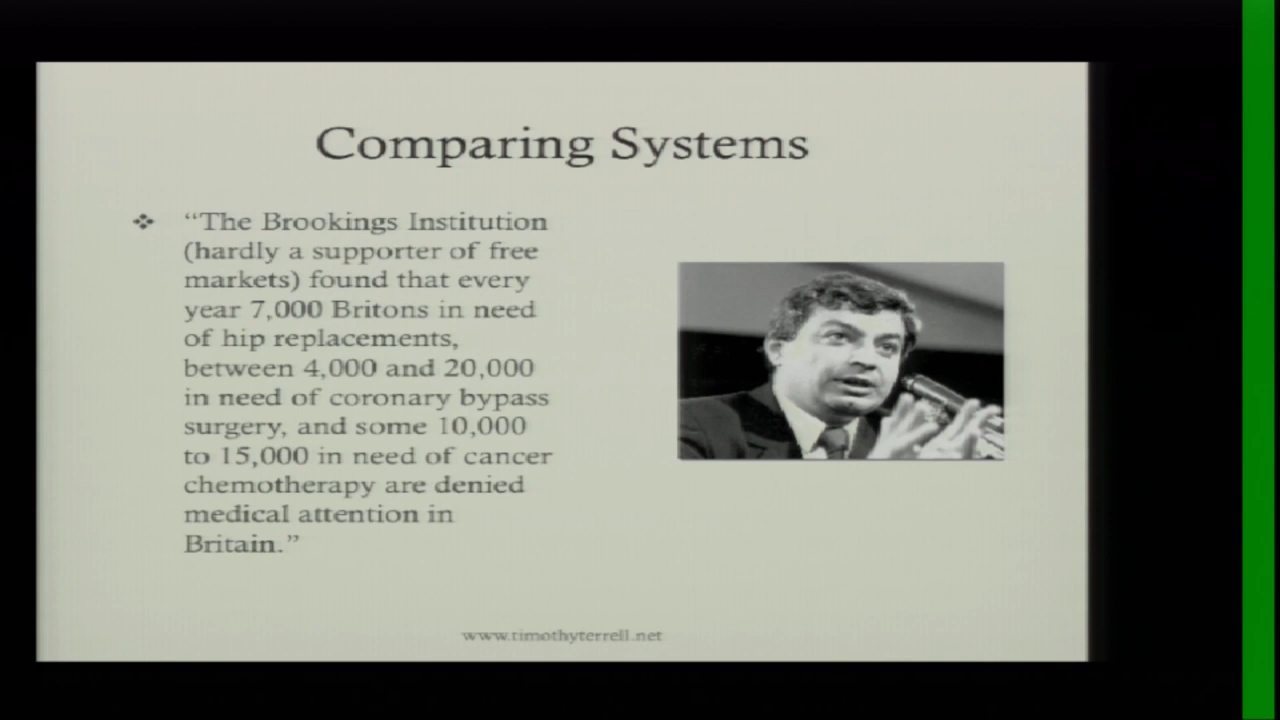 Comparing Systems
❖ “The Brookings Institution
(hardly a supporter of free
markets) found that every
year 7,000 Britons in need
of hip replacements,
between 4,000 and 20,000
in need of coronary bypass
surgery, and some 10,000
to 15,000 in need of cancer
chemotherapy are denied
medical attention in
Britain.”
www.timothyterrell.net